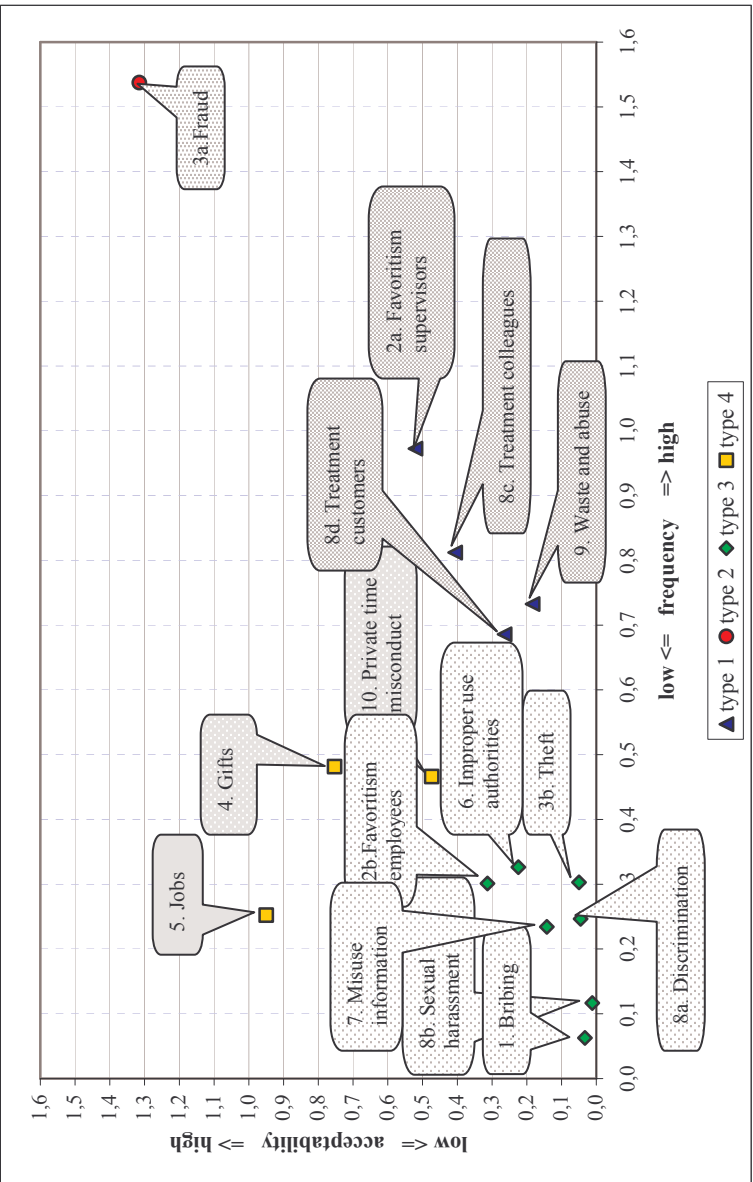 low <= acceptability => high
1,6
1,5
1,4
1,3
1,2
1,1
1,0
0,9
0,8
0,7
0,6
0,5
0,4
0,3
0,2
0,1
0,0
3a Fraud
5. Jobs
4. Gifts
10. Private time
misconduct
8d. Treatment
customers
2a. Favoritism
supervisors
7. Misuse
information
2b.Favoritism
employees
8b. Sexual
harassment
6. Improper use
authorities
8c. Treatment colleagues
1. Bribing
3b. Theft
9. Waste and abuse
8a. Discrimination
0,0 0,1 0,2 0,3 0,4 0,5 0,6 0,7 0,8 0,9 1,0 1,1 1,2 1,3 1,4 1,5 1,6
low <= frequency => high
type 1 type 2 type 3 type 4